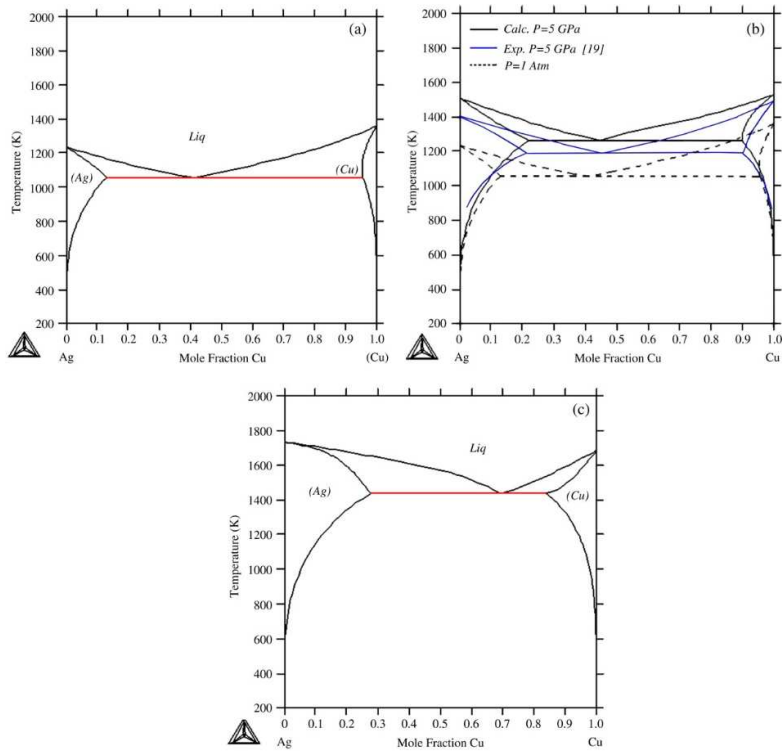 (a)
2000
1800
1600
1400
1200
1000
800
600
400
200
Temperature (K)
Liq
(Ag)
(Cu)
0 0.1 0.2 0.3 0.4 0.5 0.6 0.7 0.8 0.9 1.0
Ag Mole Fraction Cu (Cu)
(b)
Calc. P=5 GPa
Exp. P=5 GPa [19]
P=1 Atm
2000
1800
1600
1400
1200
1000
800
600
400
200
Temperature (K)
0 0.1 0.2 0.3 0.4 0.5 0.6 0.7 0.8 0.9 1.0
Ag Mole Fraction Cu Cu
(c)
2000
1800
1600
1400
1200
1000
800
600
400
200
Temperature (K)
Liq
(Ag)
(Cu)
0 0.1 0.2 0.3 0.4 0.5 0.6 0.7 0.8 0.9 1.0
Ag Mole Fraction Cu Cu